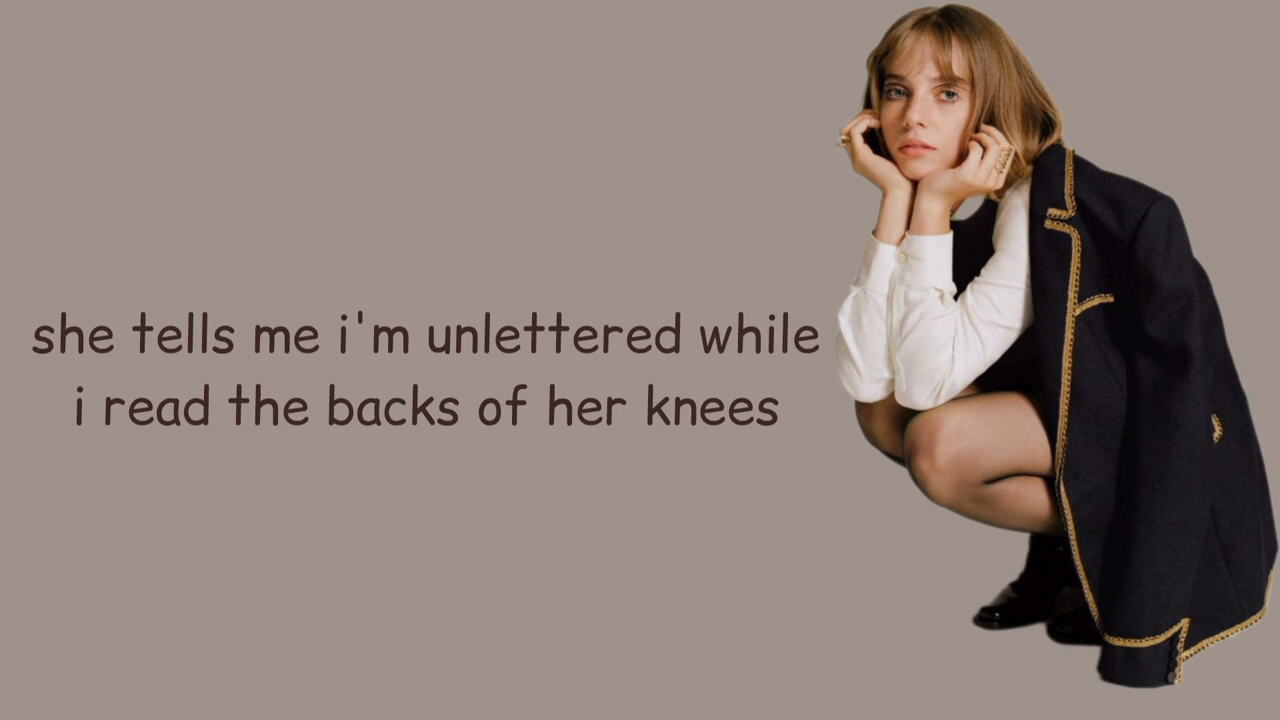 she tells me i'm unlettered while
i read the backs of her knees